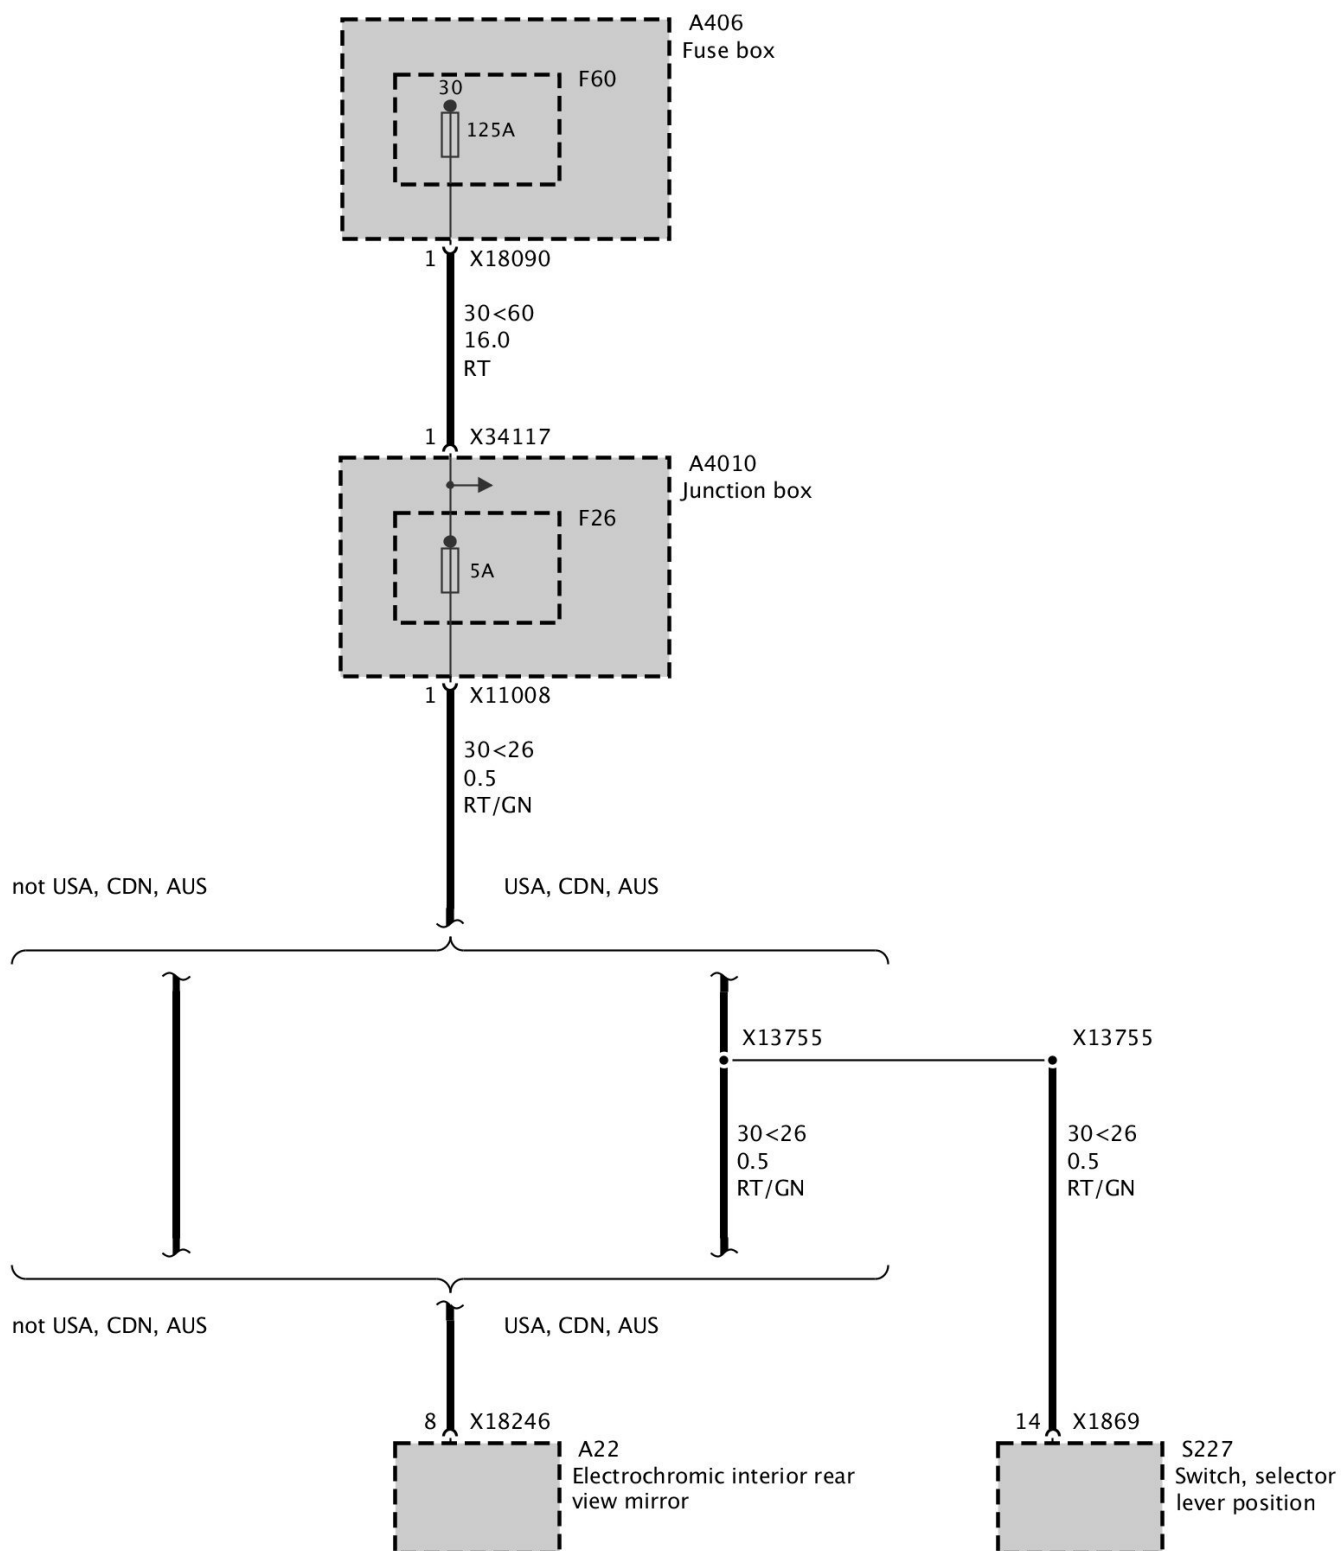 A406
Fuse box
F60
30
125A
1 X18090
30<60
16.0
RT
1 X34117
A4010
Junction box
F26
5A
1 X11008
30<26
0.5
RT/GN
not USA, CDN, AUS USA, CDN, AUS
X13755 X13755
30<26 30<26
0.5 0.5
RT/GN RT/GN
not USA, CDN, AUS USA, CDN, AUS
8 X18246 14 X1869
A22
Electrochromic interior rear
view mirror
S227
Switch, selector
lever position